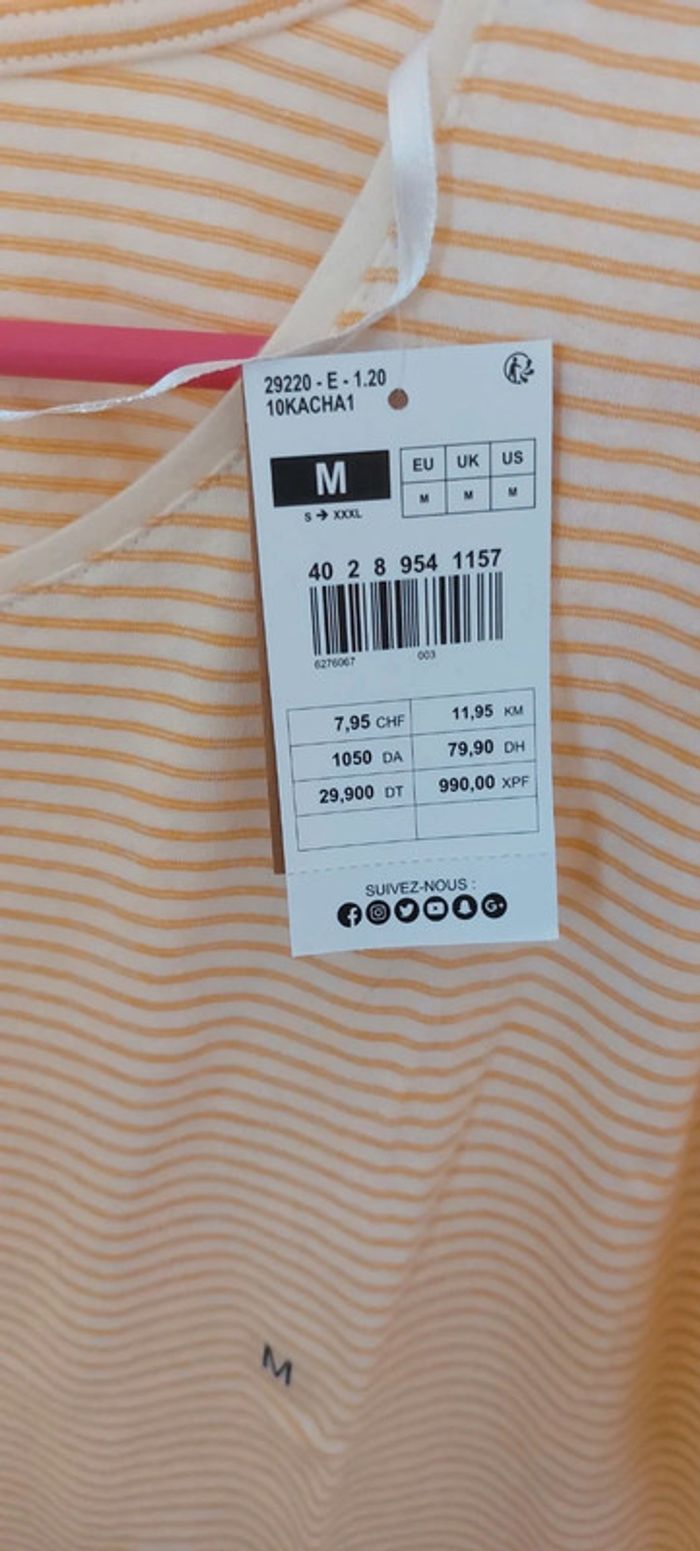 29220 - E - 1.20
10KACHA1
M
S → XXXL
EU UK US
M M M
40 2 8 954 1157
6276067 003
7,95 CHF 11,95 KM
1050 DA 79,90 DH
29,900 DT 990,00 XPF
SUIVEZ-NOUS :
M